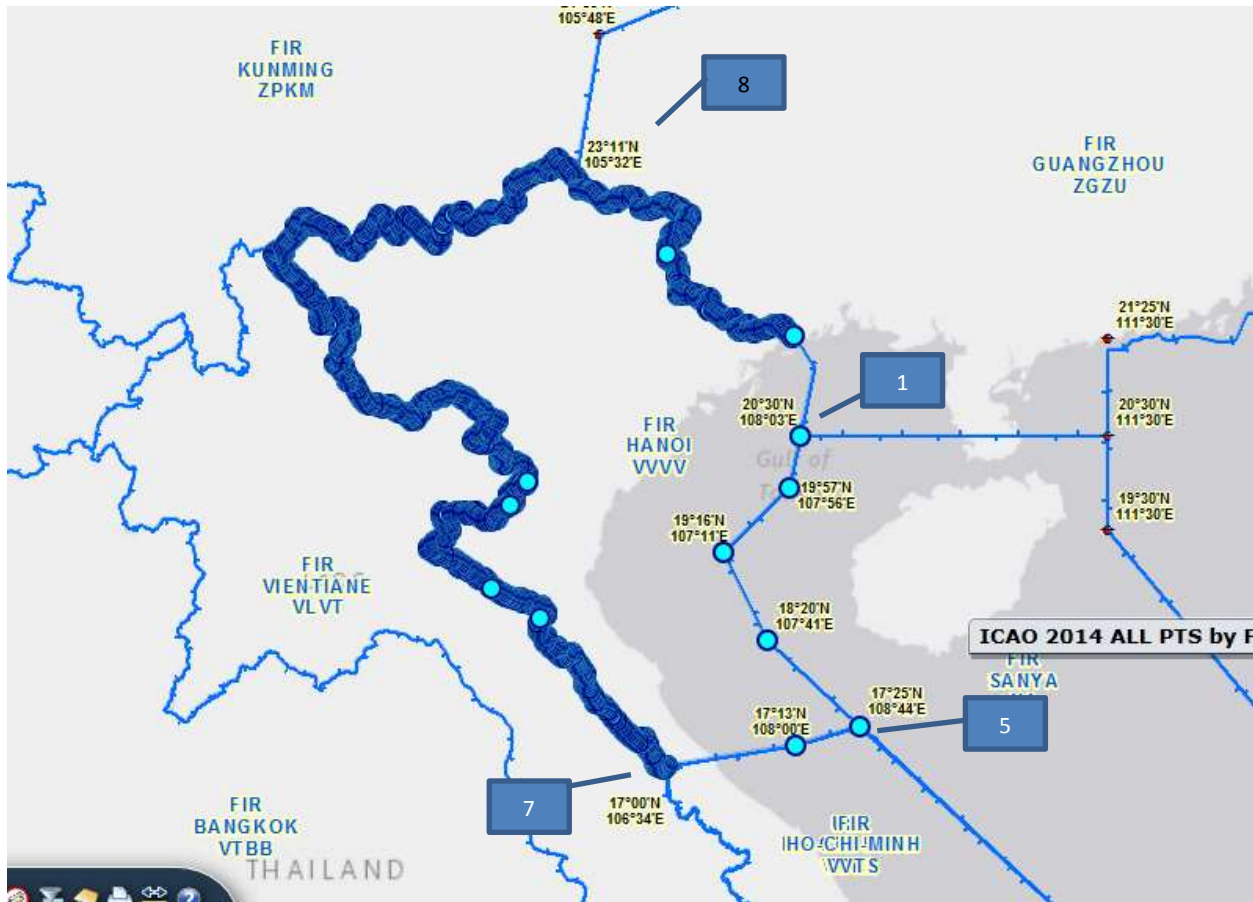 105°48'E
FIR
KUNMING
ZPKM
8
23°11'N
105°32'E
FIR
GUANGZHOU
ZGZU
21°25'N
111°30'E
1
20°30'N
108°03'E
20°30'N
111°30'E
FIR
HANOI
VVVV
Gulf of
19°57'N
107°56'E
19°30'N
111°30'E
19°16'N
107°11'E
FIR
VIENTIANE
VLVT
18°20'N
107°41'E
ICAO 2014 ALL PTS by F
FIR
SANYA
17°25'N
108°44'E
17°13'N
108°00'E
5
7
17°00'N
106°34'E
FIR
BANGKOK
VTBB
THAILAND
FIR
HO-CHI-MINH